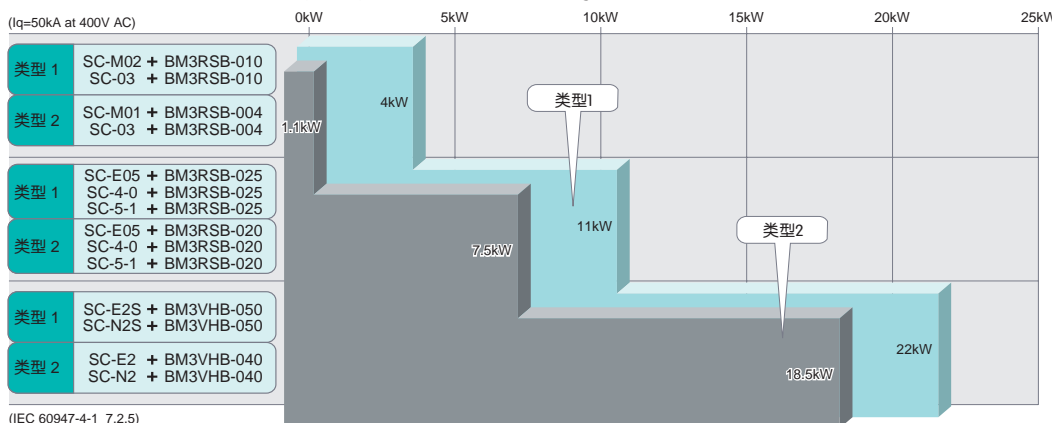 (Iq=50kA at 400V AC)
0kW 5kW 10kW 15kW 20kW 25kW
类型 1
SC-M02 + BM3RSB-010
SC-03 + BM3RSB-010
类型 2
SC-M01 + BM3RSB-004
SC-03 + BM3RSB-004
类型 1
SC-E05 + BM3RSB-025
SC-4-0 + BM3RSB-025
SC-5-1 + BM3RSB-025
类型 2
SC-E05 + BM3RSB-020
SC-4-0 + BM3RSB-020
SC-5-1 + BM3RSB-020
类型 1
SC-E2S + BM3VHB-050
SC-N2S + BM3VHB-050
类型 2
SC-E2 + BM3VHB-040
SC-N2 + BM3VHB-040
4kW
1.1kW
类型1
11kW
7.5kW
类型2
22kW
18.5kW
(IEC 60947-4-1 7.2.5)